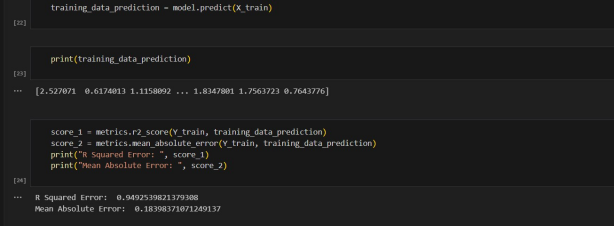 training_data_prediction = model.predict(X_train)
[22]
print(training_data_prediction)
[23]
... [2.527071 0.6174013 1.1158092 ... 1.8347801 1.7563723 0.7643776]
score_1 = metrics.r2_score(Y_train, training_data_prediction)
score_2 = metrics.mean_absolute_error(Y_train, training_data_prediction)
print("R Squared Error: ", score_1)
print("Mean Absolute Error: ", score_2)
[24]
... R Squared Error: 0.9492539821379308
Mean Absolute Error: 0.18398371071249137